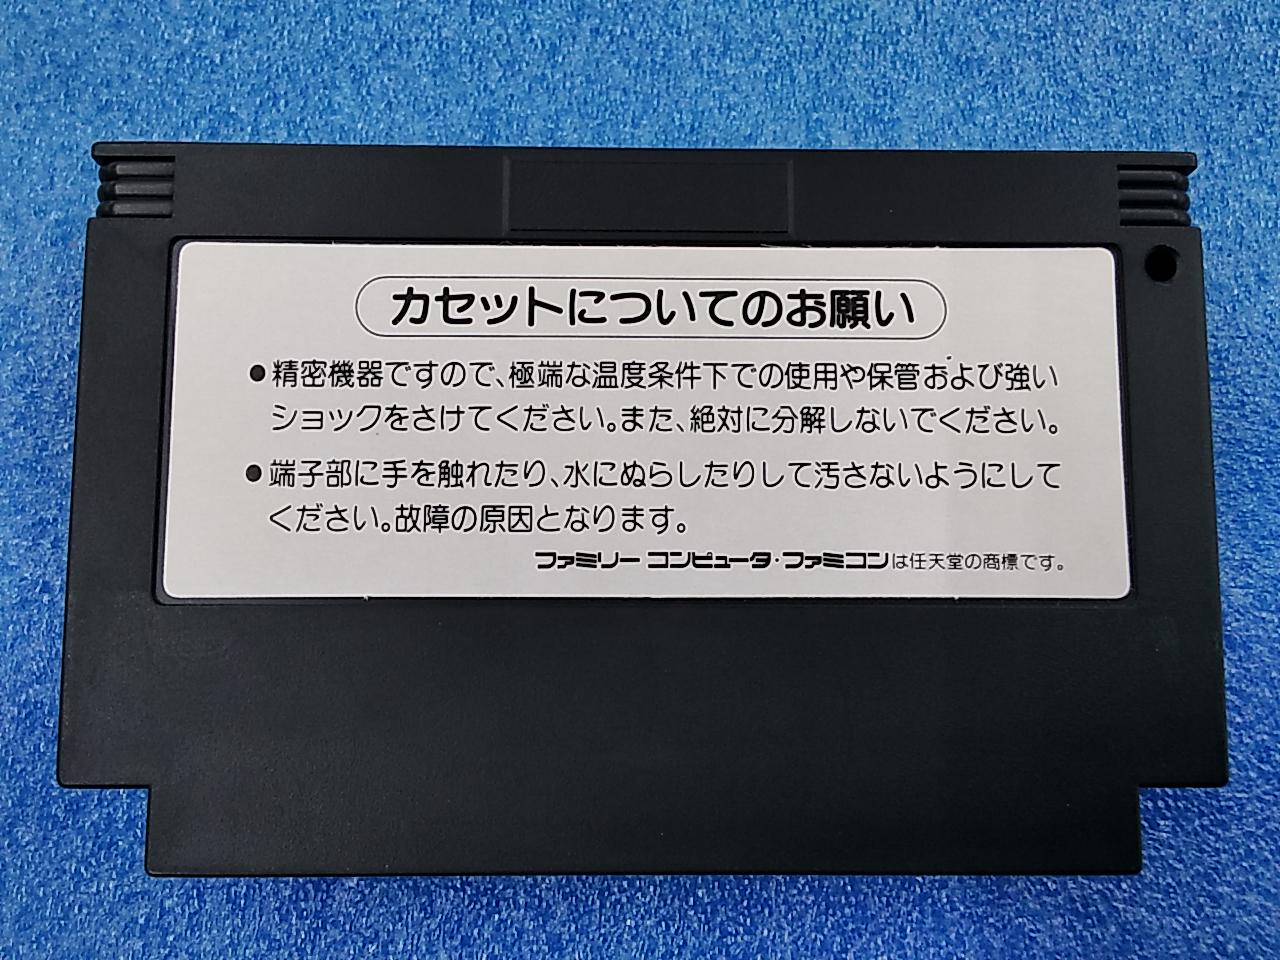 カセットについてのお願い
●精密機器ですので、極端な温度条件下での使用や保管および強い
ショックをさけてください。また、絶対に分解しないでください。
●端子部に手を触れたり、水にぬらしたりして汚さないようにして
ください。故障の原因となります。
ファミリー コンピュータ・ファミコンは任天堂の商標です。